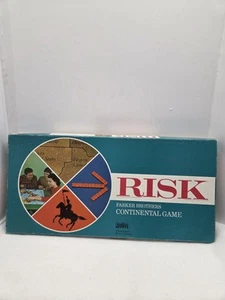 RISK
PARKER BROTHERS
CONTINENTAL GAME